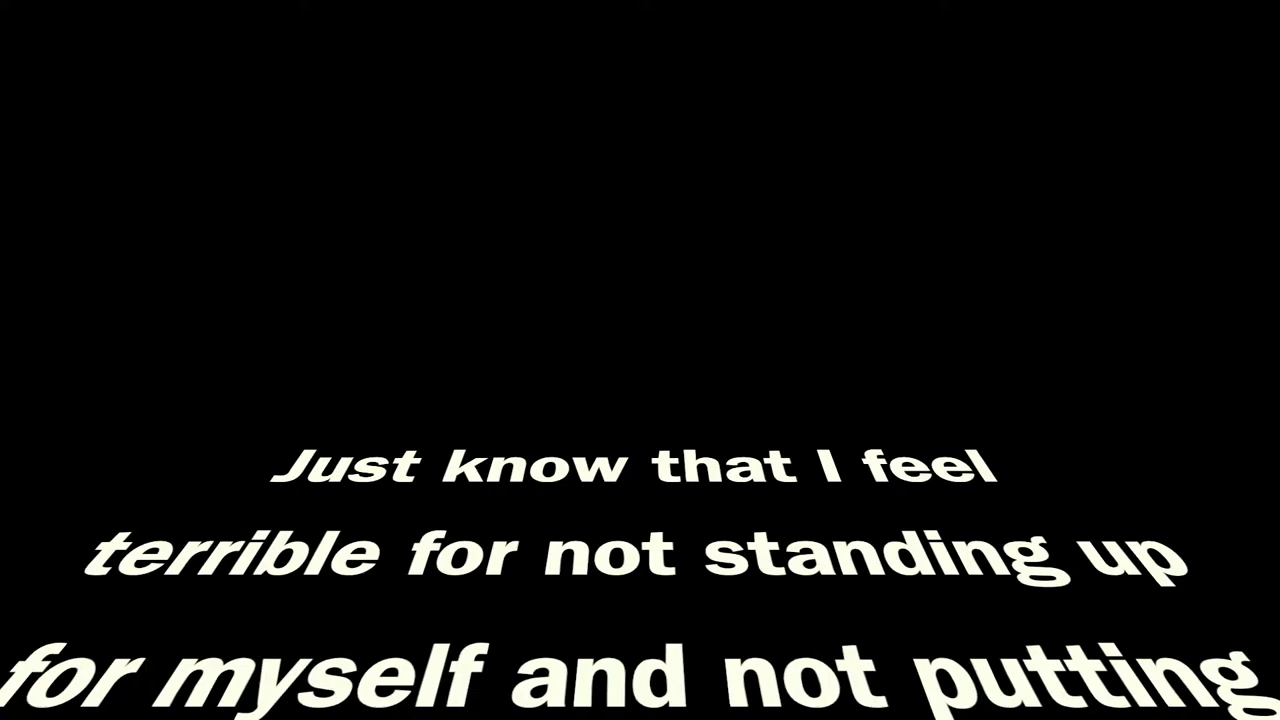 Just know that I feel
terrible for not standing up
for myself and not putting